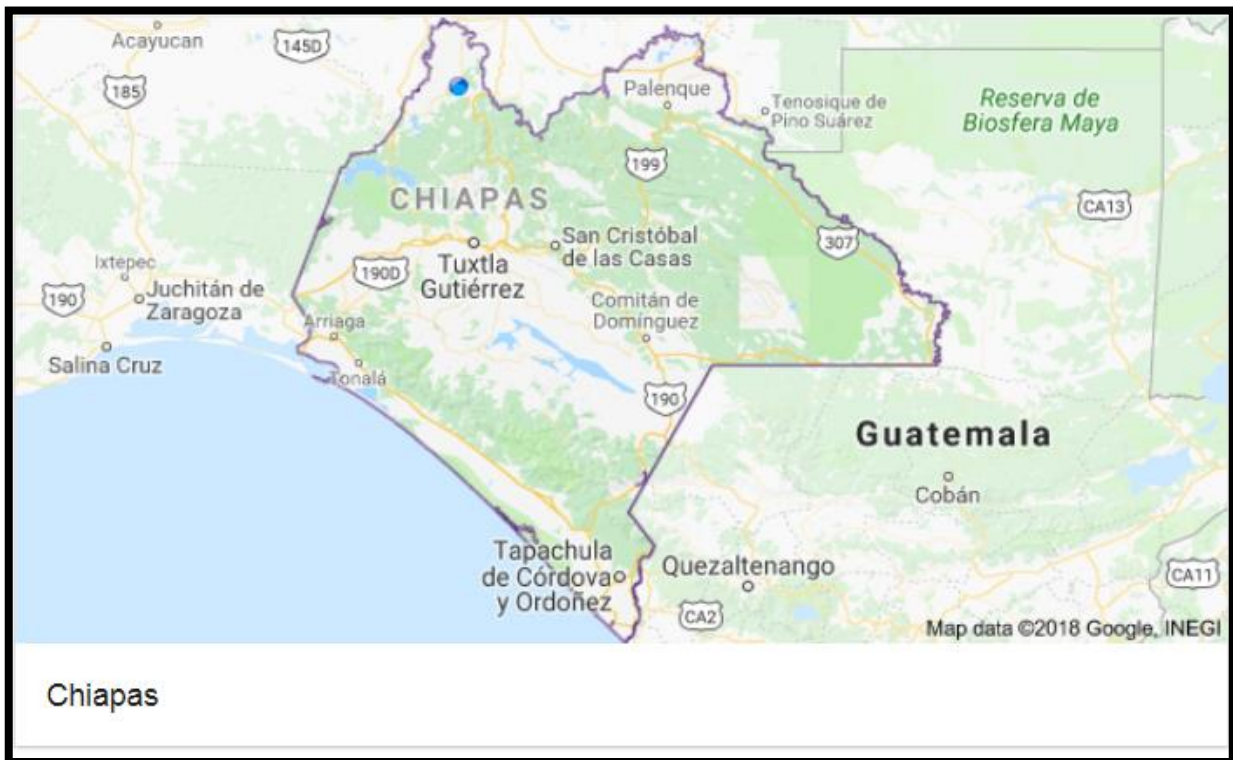 Acayucan
145D
185
Palenque
Tenosique de
Pino Suárez
Reserva de
Biosfera Maya
199
CHIAPAS
CA13
307
San Cristóbal
de las Casas
Tuxtla
Gutiérrez
190D
Ixtepec
190
Juchitán de
Zaragoza
Comitán de
Domínguez
Arriaga
Salina Cruz
Tonalá
190
Guatemala
Cobán
Tapachula
de Córdova
y Ordoñez
Quezaltenango
CA11
CA2
Map data ©2018 Google, INEGI
Chiapas